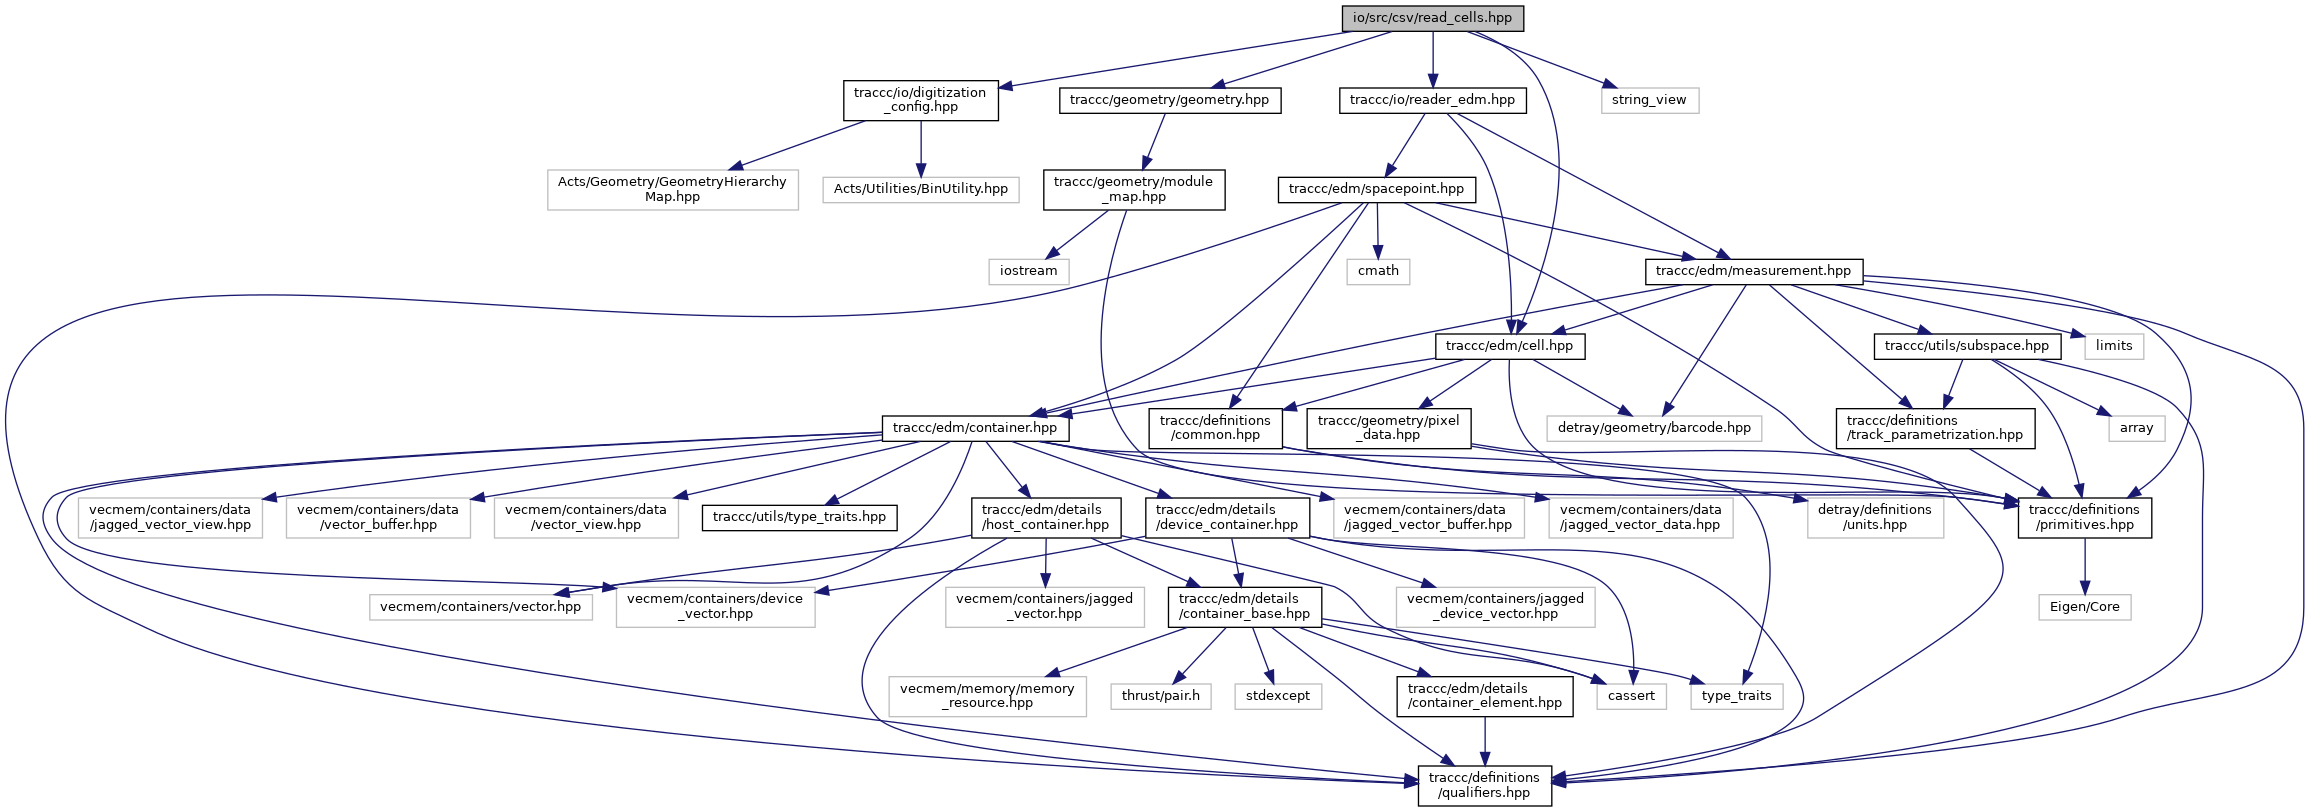 io/src/csv/read_cells.hpp
traccc/io/digitization
_config.hpp
traccc/geometry/geometry.hpp
traccc/io/reader_edm.hpp
string_view
Acts/Geometry/GeometryHierarchy
Map.hpp
Acts/Utilities/BinUtility.hpp
traccc/geometry/module
_map.hpp
traccc/edm/spacepoint.hpp
iostream
cmath
traccc/edm/measurement.hpp
traccc/edm/cell.hpp
traccc/utils/subspace.hpp
limits
traccc/edm/container.hpp
traccc/definitions
/common.hpp
traccc/geometry/pixel
_data.hpp
detray/geometry/barcode.hpp
traccc/definitions
/track_parametrization.hpp
array
vecmem/containers/data
/jagged_vector_view.hpp
vecmem/containers/data
/vector_buffer.hpp
vecmem/containers/data
/vector_view.hpp
traccc/utils/type_traits.hpp
traccc/edm/details
/host_container.hpp
traccc/edm/details
/device_container.hpp
vecmem/containers/data
/jagged_vector_buffer.hpp
vecmem/containers/data
/jagged_vector_data.hpp
detray/definitions
/units.hpp
traccc/definitions
/primitives.hpp
vecmem/containers/vector.hpp
vecmem/containers/device
_vector.hpp
vecmem/containers/jagged
_vector.hpp
traccc/edm/details
/container_base.hpp
vecmem/containers/jagged
_device_vector.hpp
Eigen/Core
vecmem/memory/memory
_resource.hpp
thrust/pair.h
stdexcept
traccc/edm/details
/container_element.hpp
cassert
type_traits
traccc/definitions
/qualifiers.hpp